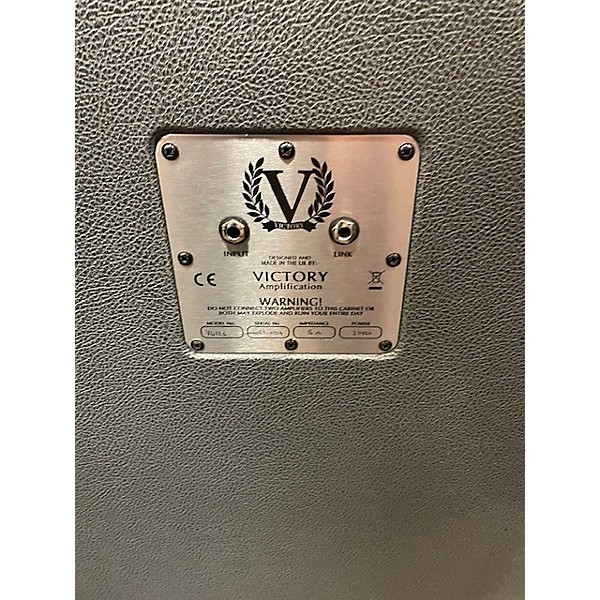 V
VICTORY
INPUT
LINK
DESIGNED AND
MADE IN THE UK BY:-
CE
VICTORY
Amplification
WARNING!
DO NOT CONNECT TWO AMPLIFIERS TO THIS CABINET OR
BOTH MAY EXPLODE AND RUIN YOUR ENTIRE DAY
MODEL No. SERIAL No. IMPEDANCE POWER